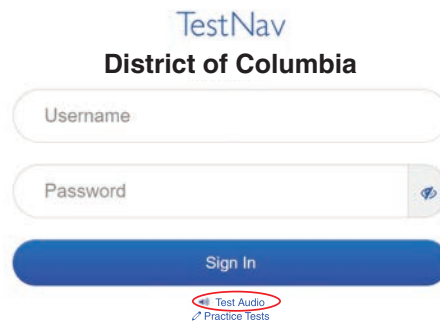 TestNav
District of Columbia
Username
Password
Sign In
Test Audio
Practice Tests